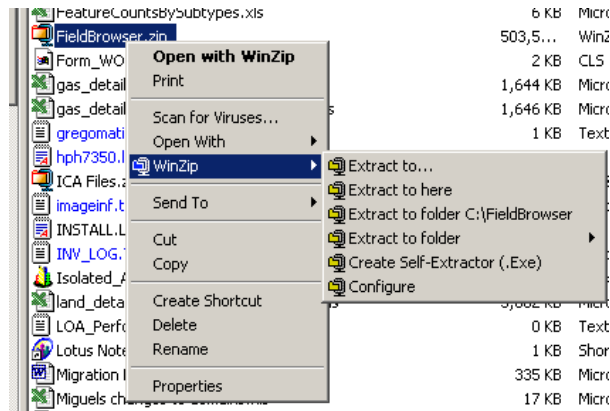 FeatureCountsBySubtypes.xls 6 KB Micro
FieldBrowser.zip 503,5... WinZ
Form_WO 2 KB CLS
gas_detail 1,644 KB Micro
gas_detail s 1,646 KB Micro
gregomati 1 KB Text
hph7350.l
ICA Files.z
imageinf.t
INSTALL.L
INV_LOG.
Isolated_A
land_deta
LOA_Perfo 0 KB Text
Lotus Note 1 KB Shor
Migration 335 KB Micro
Miguels 17 KB Micro
Open with WinZip
Print
Scan for Viruses...
Open With
WinZip
Send To
Cut
Copy
Create Shortcut
Delete
Rename
Properties
Extract to...
Extract to here
Extract to folder C:\FieldBrowser
Extract to folder
Create Self-Extractor (.Exe)
Configure